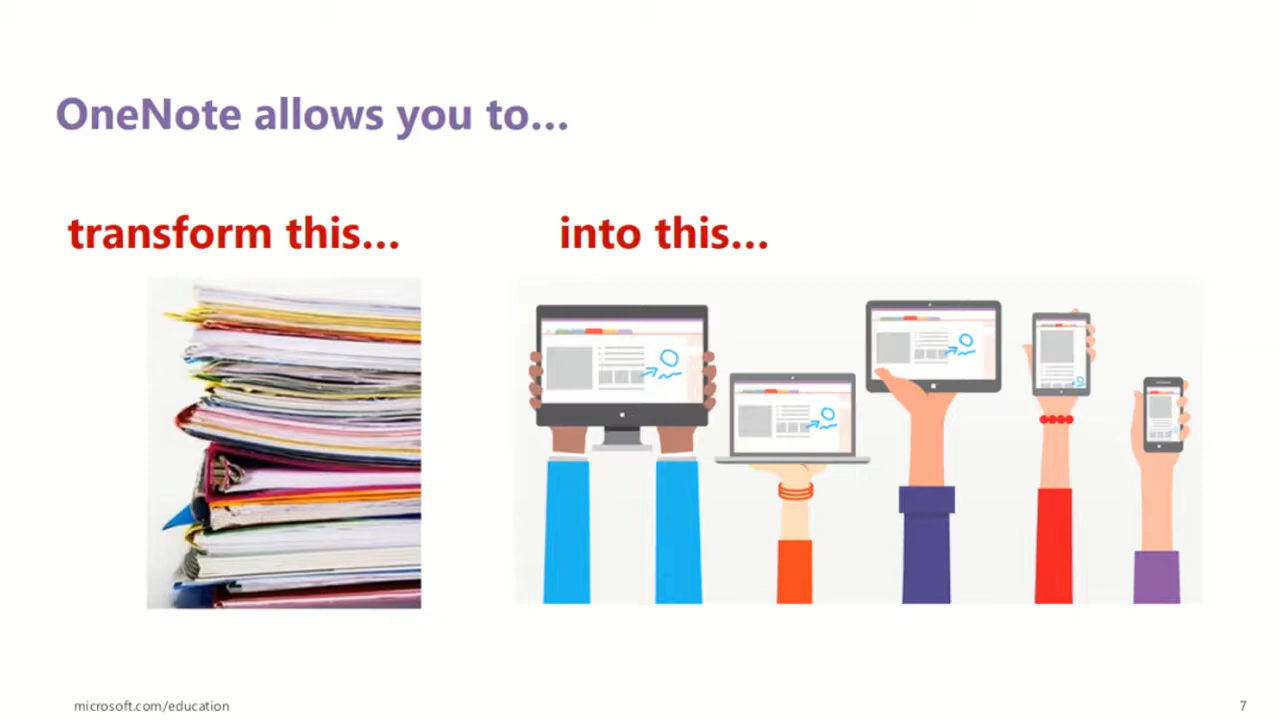 OneNote allows you to...
transform this...
into this...
microsoft.com/education
7